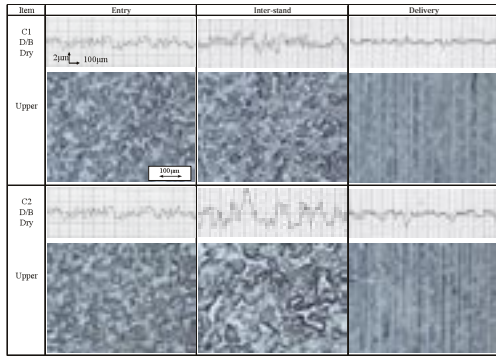 Item Entry Inter-stand Delivery
C1
D/B
Dry
2μm 100μm
Upper
100μm
C2
D/B
Dry
Upper